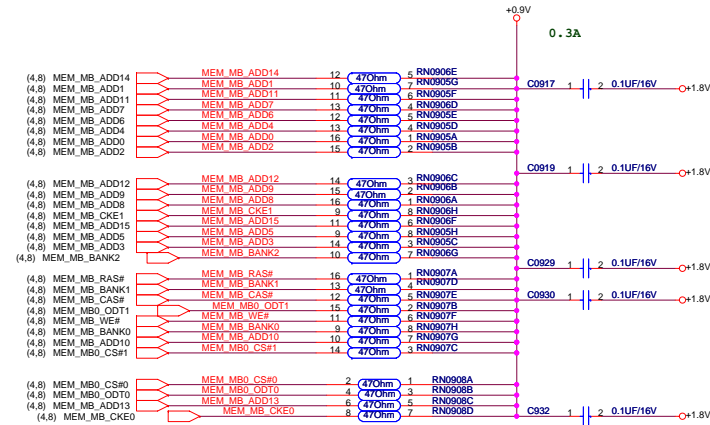 +0.9V
0.3A
(4,8) MEM_MB_ADD14 MEM_MB_ADD14 12 47Ohm 5 RN0906E
(4,8) MEM_MB_ADD1 MEM_MB_ADD1 10 47Ohm 7 RN0905G
C0917 1 2 0.1UF/16V +1.8V
(4,8) MEM_MB_ADD11 MEM_MB_ADD11 11 47Ohm 6 RN0905F
(4,8) MEM_MB_ADD7 MEM_MB_ADD7 13 47Ohm 4 RN0906D
(4,8) MEM_MB_ADD6 MEM_MB_ADD6 12 47Ohm 5 RN0905E
(4,8) MEM_MB_ADD4 MEM_MB_ADD4 13 47Ohm 4 RN0905D
(4,8) MEM_MB_ADD0 MEM_MB_ADD0 16 47Ohm 1 RN0905A
(4,8) MEM_MB_ADD2 MEM_MB_ADD2 15 47Ohm 2 RN0905B
C0919 1 2 0.1UF/16V +1.8V
(4,8) MEM_MB_ADD12 MEM_MB_ADD12 14 47Ohm 3 RN0906C
(4,8) MEM_MB_ADD9 MEM_MB_ADD9 15 47Ohm 2 RN0906B
(4,8) MEM_MB_ADD8 MEM_MB_ADD8 16 47Ohm 1 RN0906A
(4,8) MEM_MB_CKE1 MEM_MB_CKE1 9 47Ohm 8 RN0906H
(4,8) MEM_MB_ADD15 MEM_MB_ADD15 11 47Ohm 6 RN0906F
(4,8) MEM_MB_ADD5 MEM_MB_ADD5 9 47Ohm 8 RN0905H
(4,8) MEM_MB_ADD3 MEM_MB_ADD3 14 47Ohm 3 RN0905C
(4,8) MEM_MB_BANK2 MEM_MB_BANK2 10 47Ohm 7 RN0906G
C0929 1 2 0.1UF/16V +1.8V
(4,8) MEM_MB_RAS# MEM_MB_RAS# 16 47Ohm 1 RN0907A
(4,8) MEM_MB_BANK1 MEM_MB_BANK1 13 47Ohm 4 RN0907D
(4,8) MEM_MB_CAS# MEM_MB_CAS# 12 47Ohm 5 RN0907E
C0930 1 2 0.1UF/16V +1.8V
(4,8) MEM_MB0_ODT1 MEM_MB0_ODT1 15 47Ohm 2 RN0907B
(4,8) MEM_MB_WE# MEM_MB_WE# 11 47Ohm 6 RN0907F
(4,8) MEM_MB_BANK0 MEM_MB_BANK0 9 47Ohm 8 RN0907H
(4,8) MEM_MB_ADD10 MEM_MB_ADD10 10 47Ohm 7 RN0907G
(4,8) MEM_MB0_CS#1 MEM_MB0_CS#1 14 47Ohm 3 RN0907C
(4,8) MEM_MB0_CS#0 MEM_MB0_CS#0 2 47Ohm 1 RN0908A
(4,8) MEM_MB0_ODT0 MEM_MB0_ODT0 4 47Ohm 3 RN0908B
(4,8) MEM_MB_ADD13 MEM_MB_ADD13 6 47Ohm 5 RN0908C
(4,8) MEM_MB_CKE0 MEM_MB_CKE0 8 47Ohm 7 RN0908D
C932 1 2 0.1UF/16V +1.8V